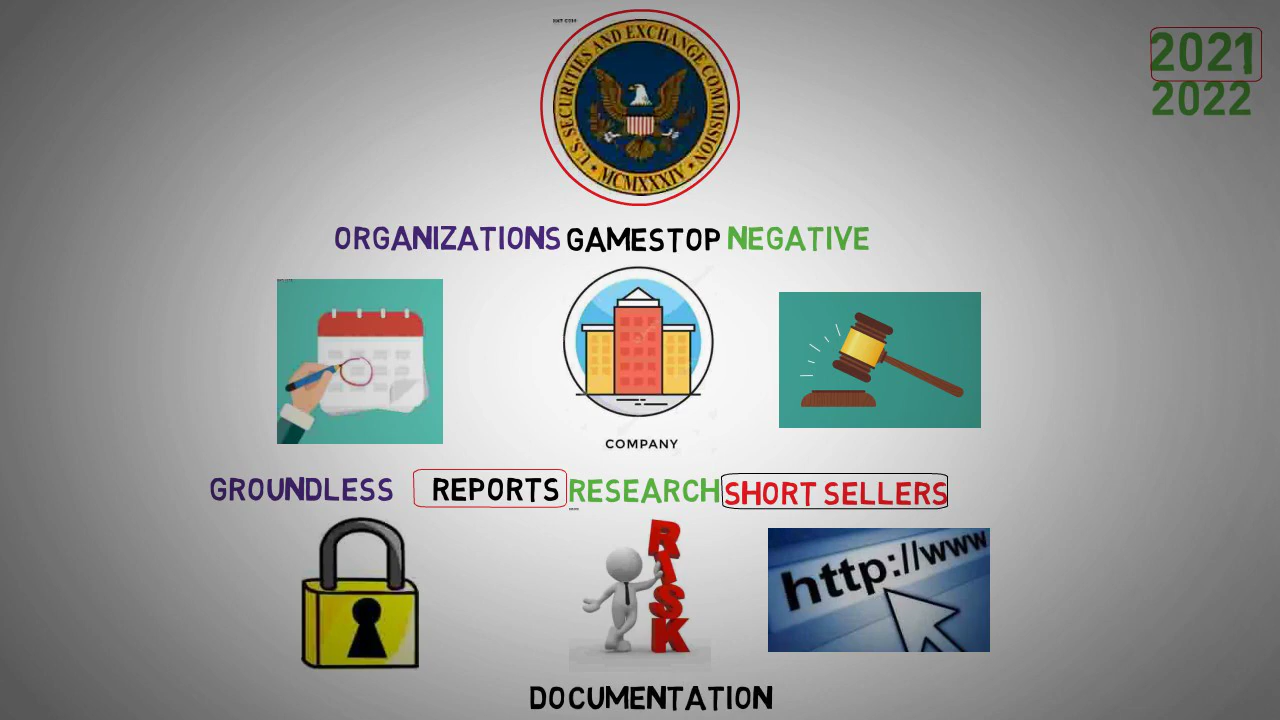 U.S. SECURITIES AND EXCHANGE COMMISSION
MCMXXXIV
2021
2022
ORGANIZATIONS GAMESTOP NEGATIVE
COMPANY
GROUNDLESS REPORTS RESEARCH SHORT SELLERS
RISK
http://www
DOCUMENTATION